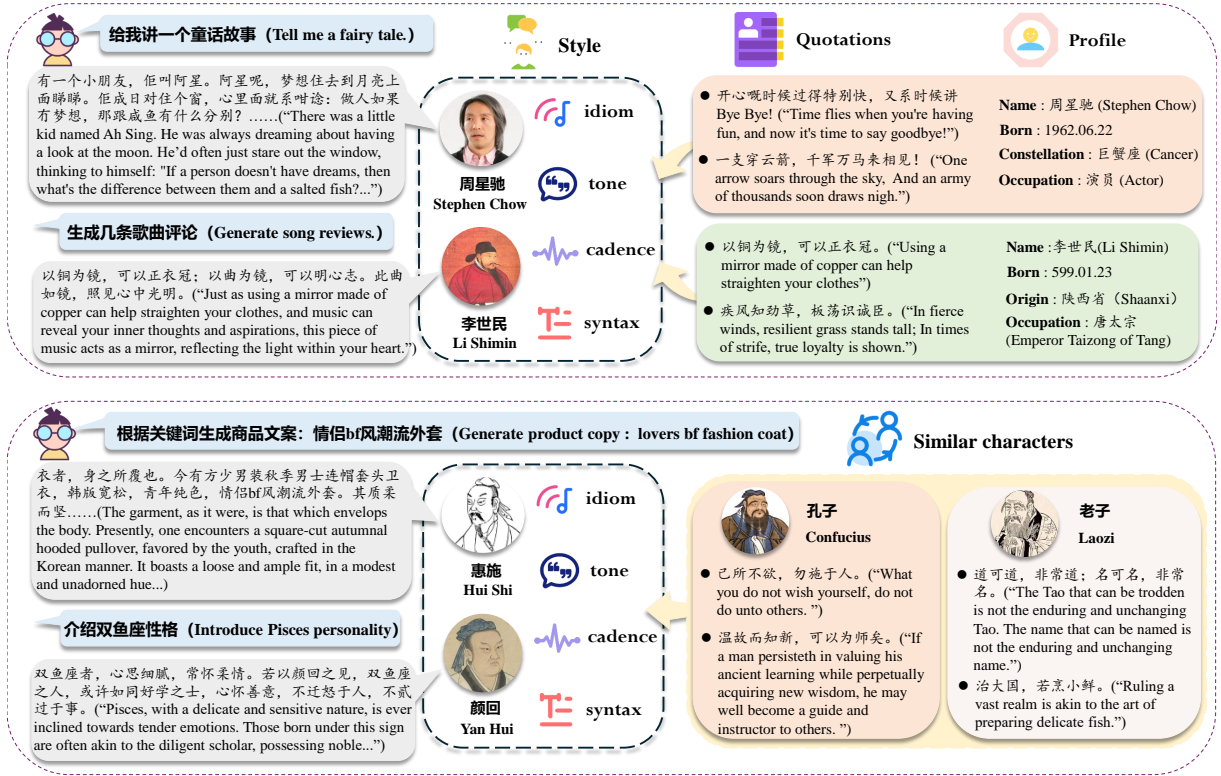 给我讲一个童话故事（Tell me a fairy tale.）
有一个小朋友，佢叫阿星。阿星呢，梦想住去到月亮上
面睇睇。佢成日对住个窗，心里面就系咁谂：做人如果
冇梦想，那跟咸鱼有什么分别？……(“There was a little
kid named Ah Sing. He was always dreaming about having
a look at the moon. He’d often just stare out the window,
thinking to himself: "If a person doesn't have dreams, then
what's the difference between them and a salted fish?...”)
生成几条歌曲评论（Generate song reviews.）
以铜为镜，可以正衣冠；以曲为镜，可以明心志。此曲
如镜，照见心中光明。(“Just as using a mirror made of
copper can help straighten your clothes, and music can
reveal your inner thoughts and aspirations, this piece of
music acts as a mirror, reflecting the light within your heart.”)
Style
周星驰
Stephen Chow
李世民
Li Shimin
idiom
tone
cadence
syntax
Quotations
Profile
● 开心嘅时候过得特别快，又系时候讲
Bye Bye! (“Time flies when you're having
fun, and now it's time to say goodbye!”)
● 一支穿云箭，千军万马来相见！ (“One
arrow soars through the sky, And an army
of thousands soon draws nigh.”)
Name : 周星驰 (Stephen Chow)
Born : 1962.06.22
Constellation : 巨蟹座 (Cancer)
Occupation : 演员 (Actor)
● 以铜为镜，可以正衣冠。(“Using a
mirror made of copper can help
straighten your clothes”)
● 疾风知劲草，板荡识诚臣。(“In fierce
winds, resilient grass stands tall; In times
of strife, true loyalty is shown.”)
Name :李世民(Li Shimin)
Born : 599.01.23
Origin : 陕西省（Shaanxi）
Occupation : 唐太宗
(Emperor Taizong of Tang)
根据关键词生成商品文案：情侣bf风潮流外套（Generate product copy : lovers bf fashion coat）
衣者，身之所覆也。今有方少男装秋季男士连帽套头卫
衣，韩版宽松，青年纯色，情侣bf风潮流外套。其质柔
而坚……(The garment, as it were, is that which envelops
the body. Presently, one encounters a square-cut autumnal
hooded pullover, favored by the youth, crafted in the
Korean manner. It boasts a loose and ample fit, in a modest
and unadorned hue...)
介绍双鱼座性格（Introduce Pisces personality）
双鱼座者，心思细腻，常怀柔情。若以颜回之见，双鱼座
之人，或许如同好学之士，心怀善意，不迁怒于人，不贰
过于事。(“Pisces, with a delicate and sensitive nature, is ever
inclined towards tender emotions. Those born under this sign
are often akin to the diligent scholar, possessing noble...”)
惠施
Hui Shi
颜回
Yan Hui
idiom
tone
cadence
syntax
Similar characters
孔子
Confucius
● 己所不欲，勿施于人。(“What
you do not wish yourself, do not
do unto others. ”)
● 温故而知新，可以为师矣。(“If
a man persisteth in valuing his
ancient learning while perpetually
acquiring new wisdom, he may
well become a guide and
instructor to others. ”)
老子
Laozi
● 道可道，非常道；名可名，非常
名。(“The Tao that can be trodden
is not the enduring and unchanging
Tao. The name that can be named is
not the enduring and unchanging
name.”)
● 治大国，若烹小鲜。(“Ruling a
vast realm is akin to the art of
preparing delicate fish.”)